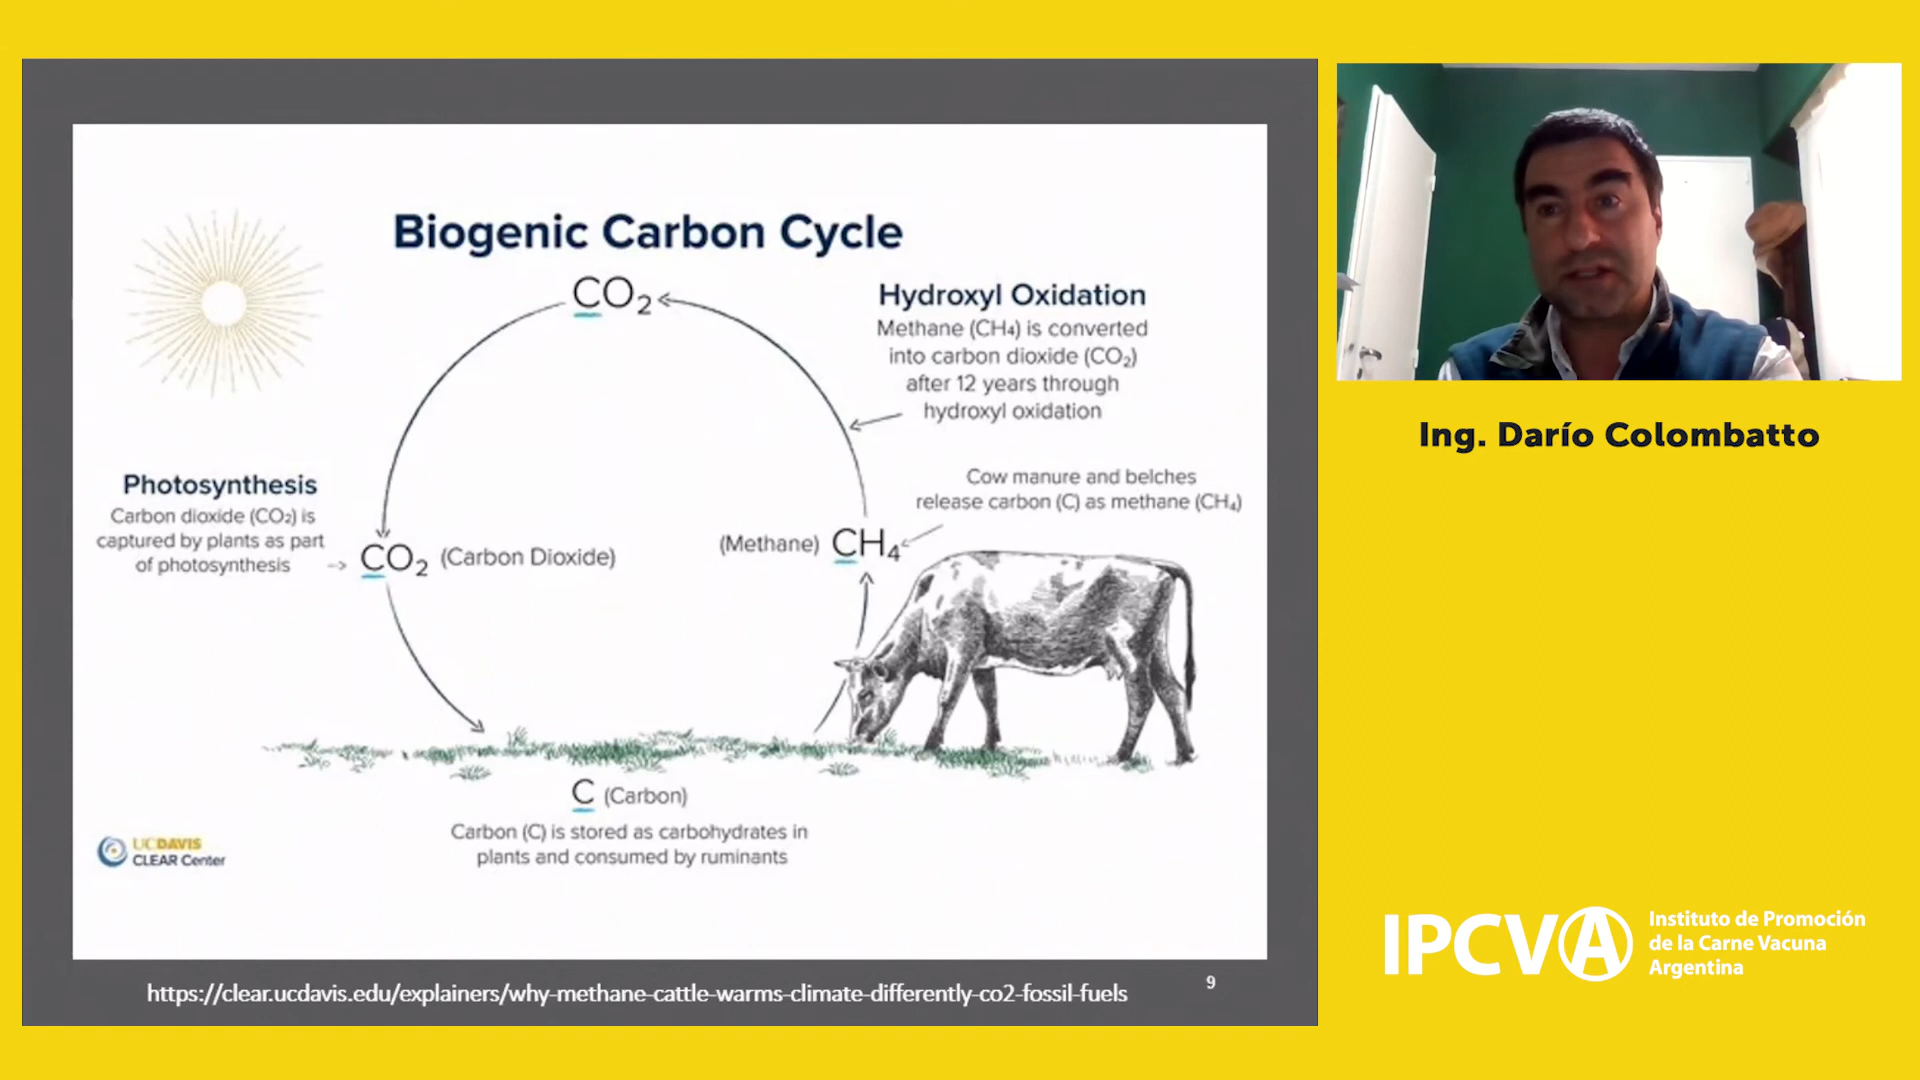 Biogenic Carbon Cycle
CO₂
Hydroxyl Oxidation
Methane (CH₄) is converted
into carbon dioxide (CO₂)
after 12 years through
hydroxyl oxidation
Cow manure and belches
release carbon (C) as methane (CH₄)
Photosynthesis
Carbon dioxide (CO₂) is
captured by plants as part
of photosynthesis
CO₂ (Carbon Dioxide)
(Methane) CH₄
C (Carbon)
Carbon (C) is stored as carbohydrates in
plants and consumed by ruminants
UCDAVIS
CLEAR Center
https://clear.ucdavis.edu/explainers/why-methane-cattle-warms-climate-differently-co2-fossil-fuels
9
Ing. Darío Colombatto
IPCVA
Instituto de Promoción
de la Carne Vacuna
Argentina